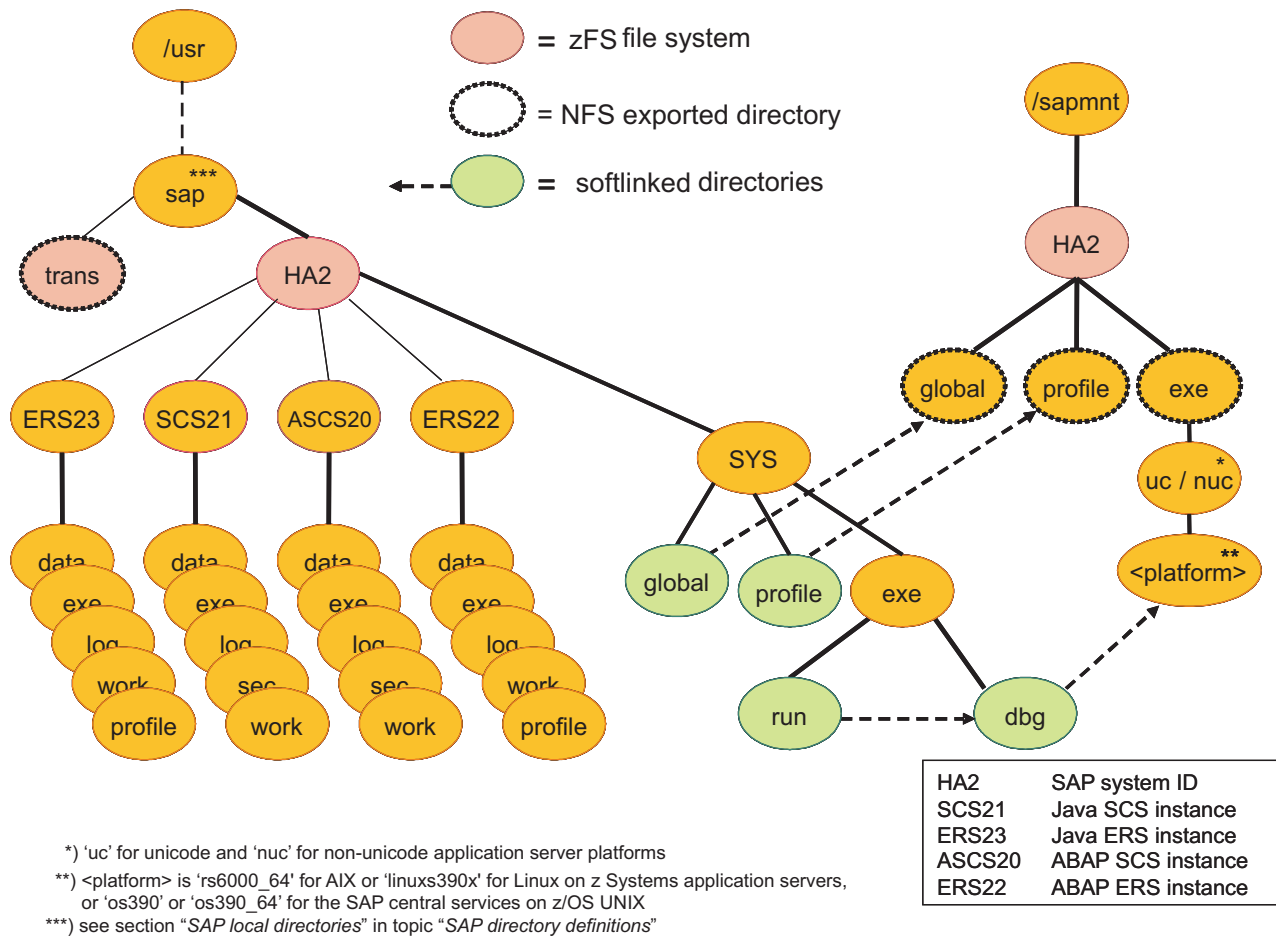 /usr
= zFS file system
/sapmnt
= NFS exported directory
sap ***
= softlinked directories
trans
HA2
HA2
global
profile
exe
ERS23
SCS21
ASCS20
ERS22
SYS
uc / nuc *
data
data
data
data
<platform> **
global
profile
exe
exe
exe
exe
exe
log
log
log
log
work
sec
sec
work
profile
work
work
profile
run
dbg
HA2 SAP system ID
SCS21 Java SCS instance
ERS23 Java ERS instance
ASCS20 ABAP SCS instance
ERS22 ABAP ERS instance
*) ‘uc’ for unicode and ‘nuc’ for non-unicode application server platforms
**) <platform> is ‘rs6000_64' for AIX or ‘linuxs390x’ for Linux on z Systems application servers,
or ‘os390’ or ‘os390_64’ for the SAP central services on z/OS UNIX
***) see section “SAP local directories” in topic “SAP directory definitions”